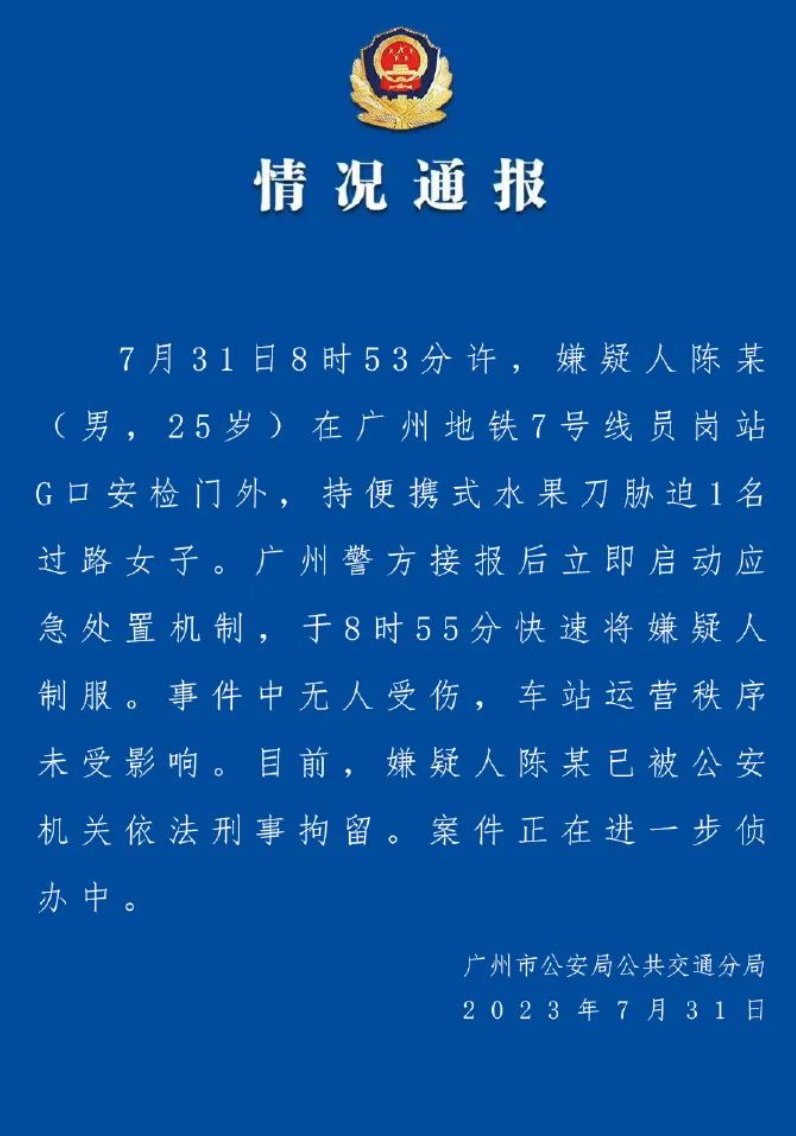 情况通报
7月31日8时53分许，嫌疑人陈某
（男，25岁）在广州地铁7号线员岗站
G口安检门外，持便携式水果刀胁迫1名
过路女子。广州警方接报后立即启动应
急处置机制，于8时55分快速将嫌疑人
制服。事件中无人受伤，车站运营秩序
未受影响。目前，嫌疑人陈某已被公安
机关依法刑事拘留。案件正在进一步侦
办中。
广州市公安局公共交通分局
2023年7月31日